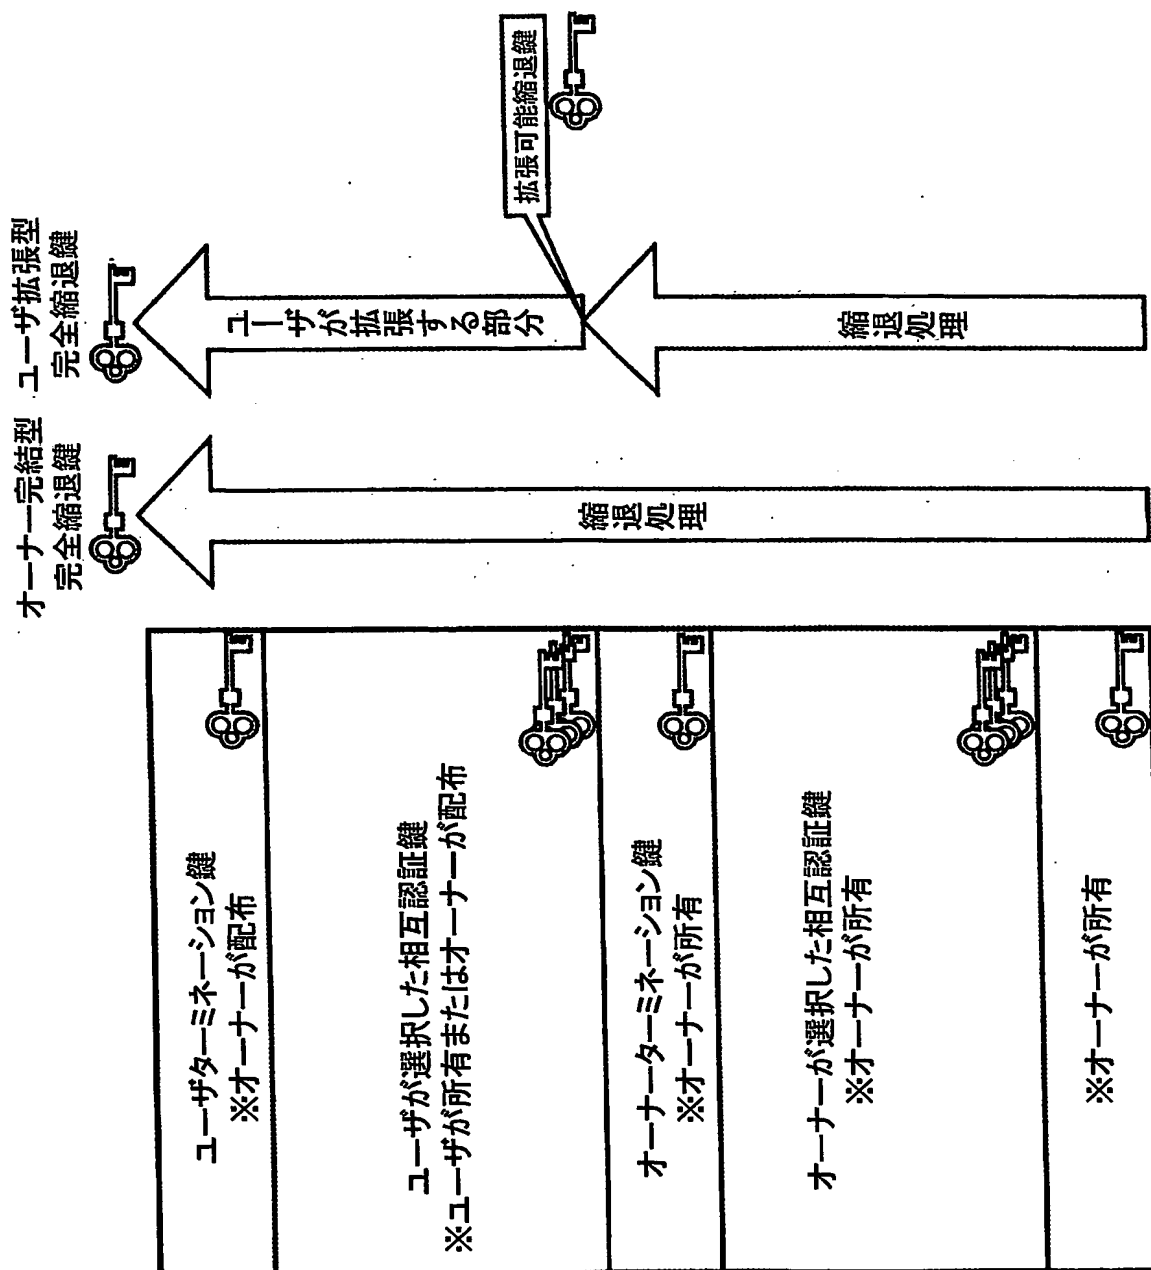 オーナー完結型
完全縮退鍵
ユーザ拡張型
完全縮退鍵
ユーザターミネーション鍵
※オーナーが配布
ユーザが選択した相互認証鍵
※ユーザが所有またはオーナーが配布
オーナーターミネーション鍵
※オーナーが所有
オーナーが選択した相互認証鍵
※オーナーが所有
※オーナーが所有
縮退処理
ユーザが拡張する部分
拡張可能縮退鍵
縮退処理